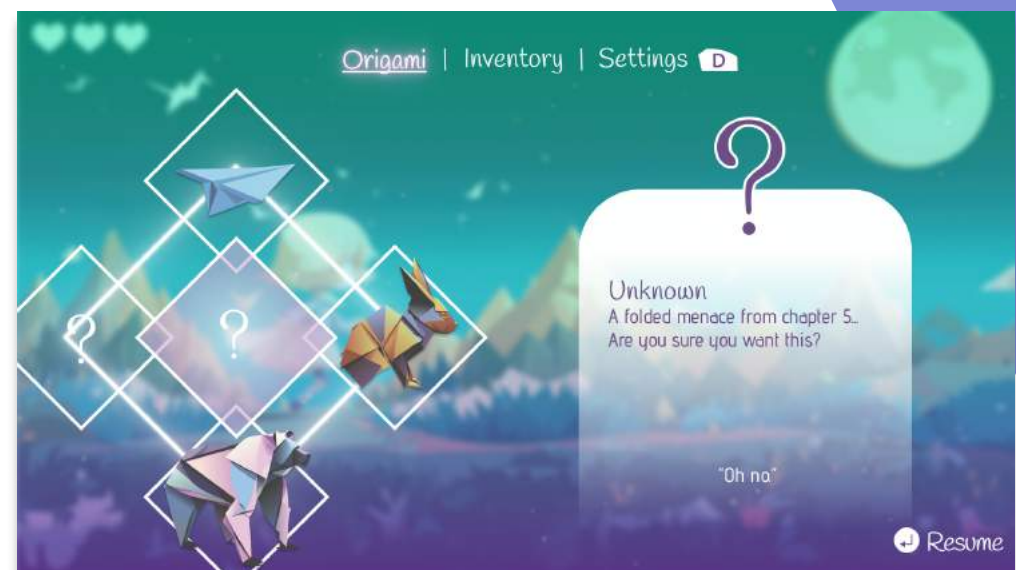 Origami | Inventory | Settings D
?
?
?
Unknown
A folded menace from chapter 5...
Are you sure you want this?
"Oh no"
Resume